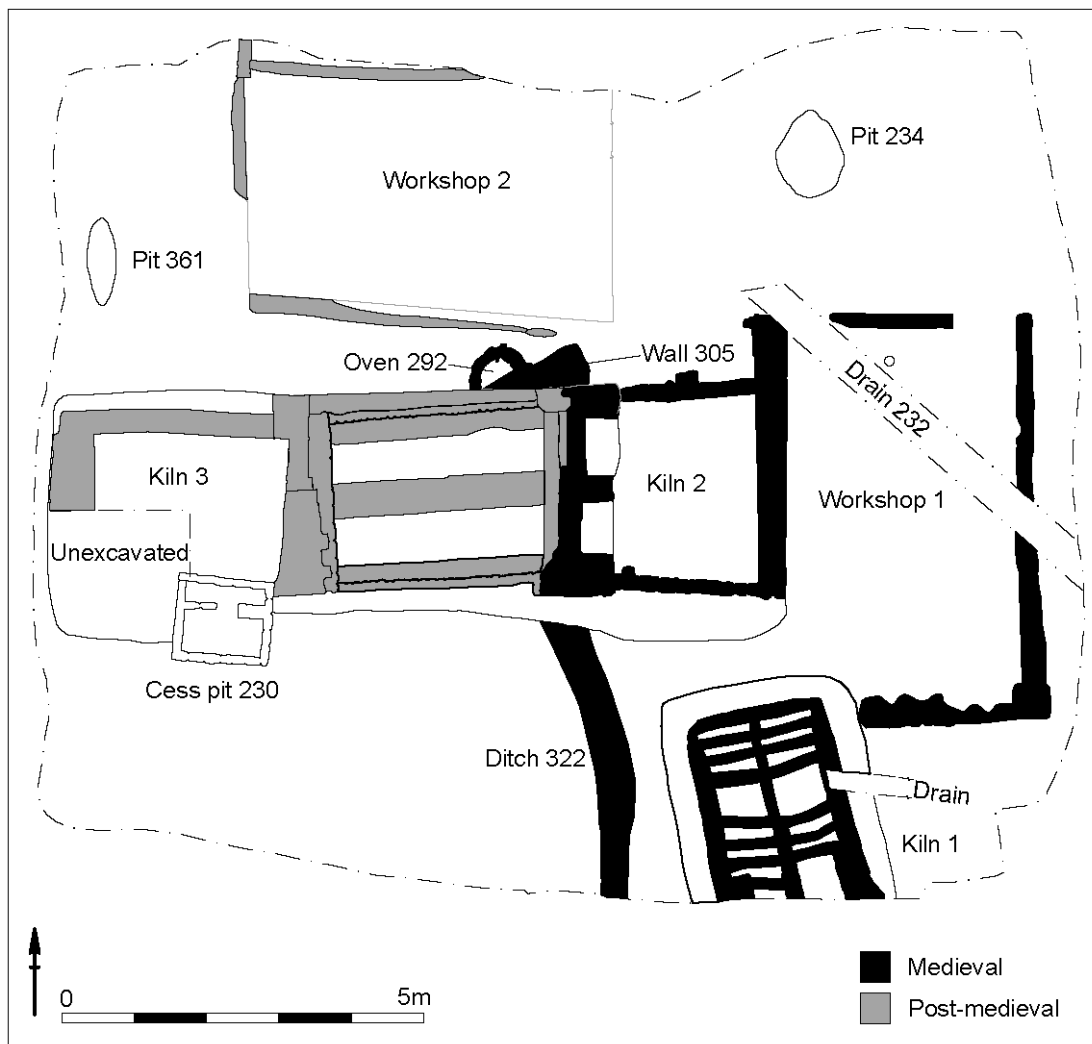 Pit 234
Workshop 2
Pit 361
Oven 292
Wall 305
Drain 232
Kiln 3
Kiln 2
Workshop 1
Unexcavated
Cess pit 230
Ditch 322
Drain
Kiln 1
Medieval
0
5m
Post-medieval